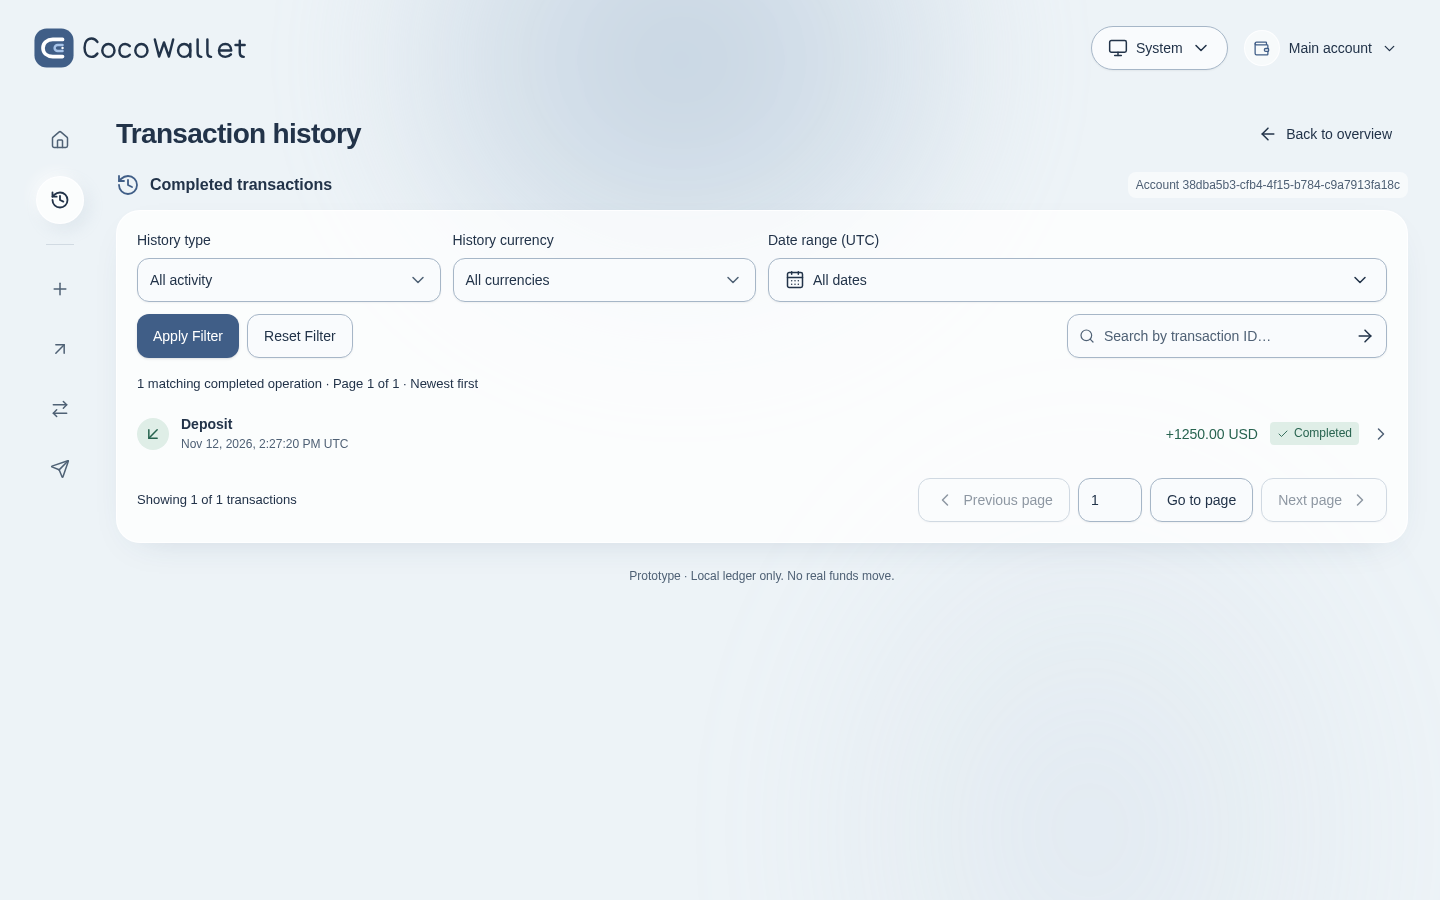 CocoWallet
System
Main account
Transaction history
Back to overview
Completed transactions
Account 38dba5b3-cfb4-4f15-b784-c9a7913fa18c
History type
History currency
Date range (UTC)
All activity
All currencies
All dates
Apply Filter
Reset Filter
Search by transaction ID…
1 matching completed operation · Page 1 of 1 · Newest first
Deposit
Nov 12, 2026, 2:27:20 PM UTC
+1250.00 USD
Completed
Showing 1 of 1 transactions
Previous page
1
Go to page
Next page
Prototype · Local ledger only. No real funds move.